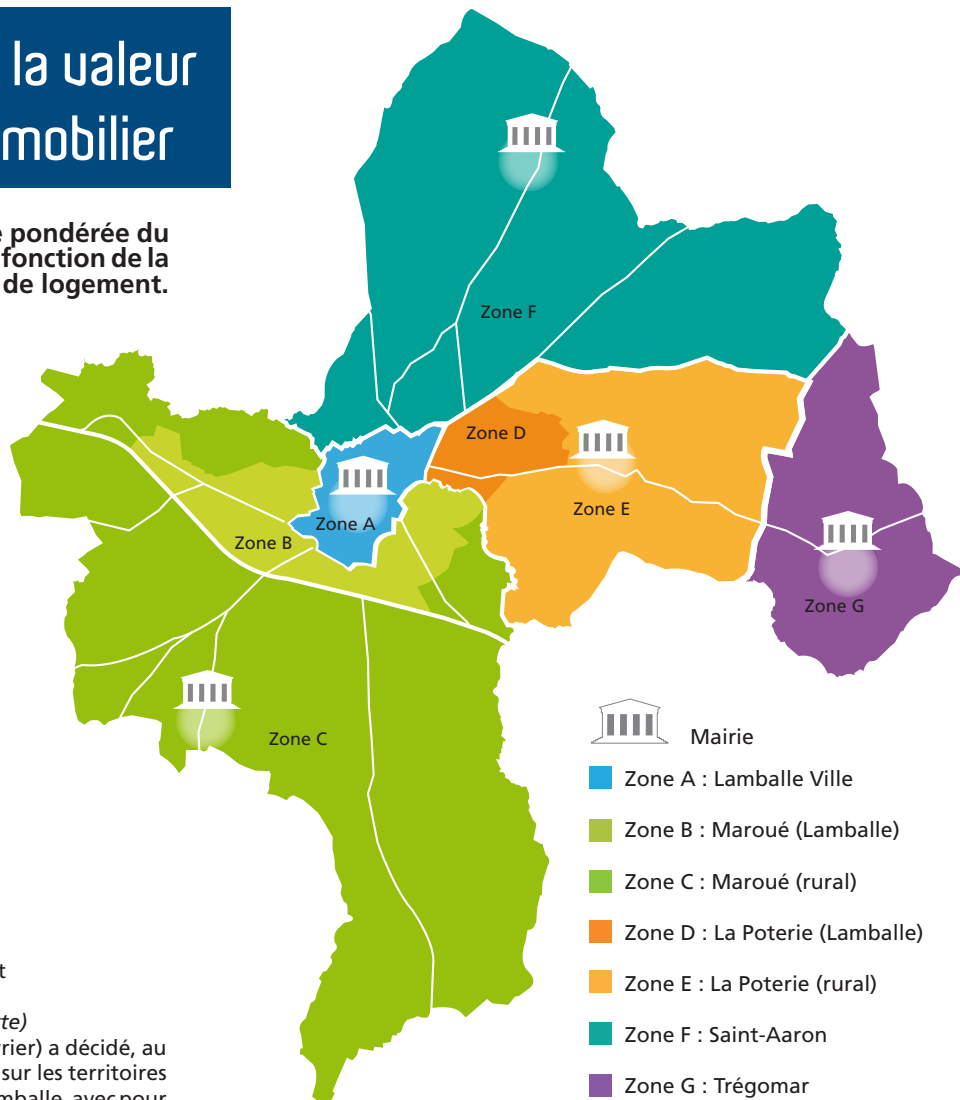 la valeur
mobilier
pondérée du
fonction de la
de logement.
Zone F
Zone D
Zone E
Zone A
Zone B
Zone G
Zone C
Mairie
Zone A : Lamballe Ville
Zone B : Maroué (Lamballe)
Zone C : Maroué (rural)
Zone D : La Poterie (Lamballe)
Zone E : La Poterie (rural)
Zone F : Saint-Aaron
Zone G : Trégomar
t
te)
rier) a décidé, au
sur les territoires
mballe, avec pour